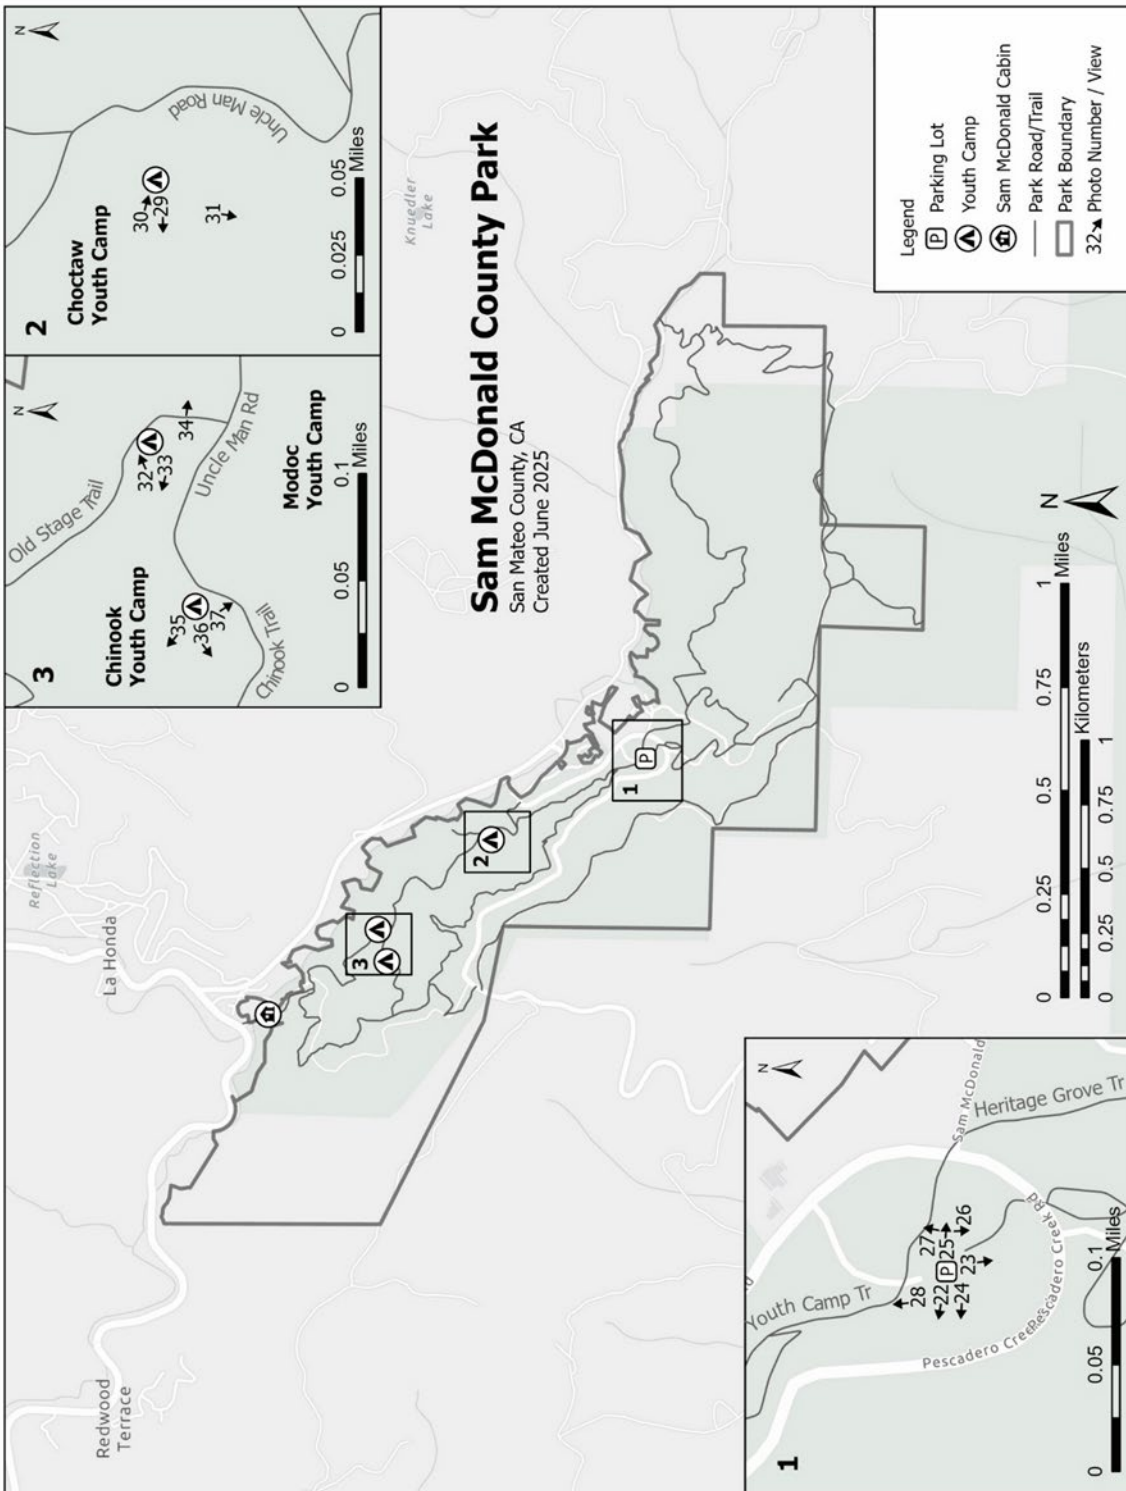 Sam McDonald County Park
San Mateo County, CA
Created June 2025
Redwood
Terrace
La Honda
Reflection
Lake
Knuedler
Lake
3
2
1
P
0
0.25
0.5
0.75
1
Miles
0
0.25
0.5
0.75
1
Kilometers
N
3
N
Old Stage Trail
Chinook
Youth Camp
32
33
34
35
36
37
Uncle Man Rd
Chinook Trail
Modoc
Youth Camp
0
0.05
0.1
Miles
2
N
Choctaw
Youth Camp
30
29
31
Uncle Man Road
0
0.025
0.05
Miles
1
N
Youth Camp Tr
28
27
22
P
25
24
23
26
Sam McDonald
Heritage Grove Tr
Pescadero Cree
Pescadero Creek Rd
0
0.05
0.1
Miles
Legend
P Parking Lot
Youth Camp
Sam McDonald Cabin
Park Road/Trail
Park Boundary
32 Photo Number / View